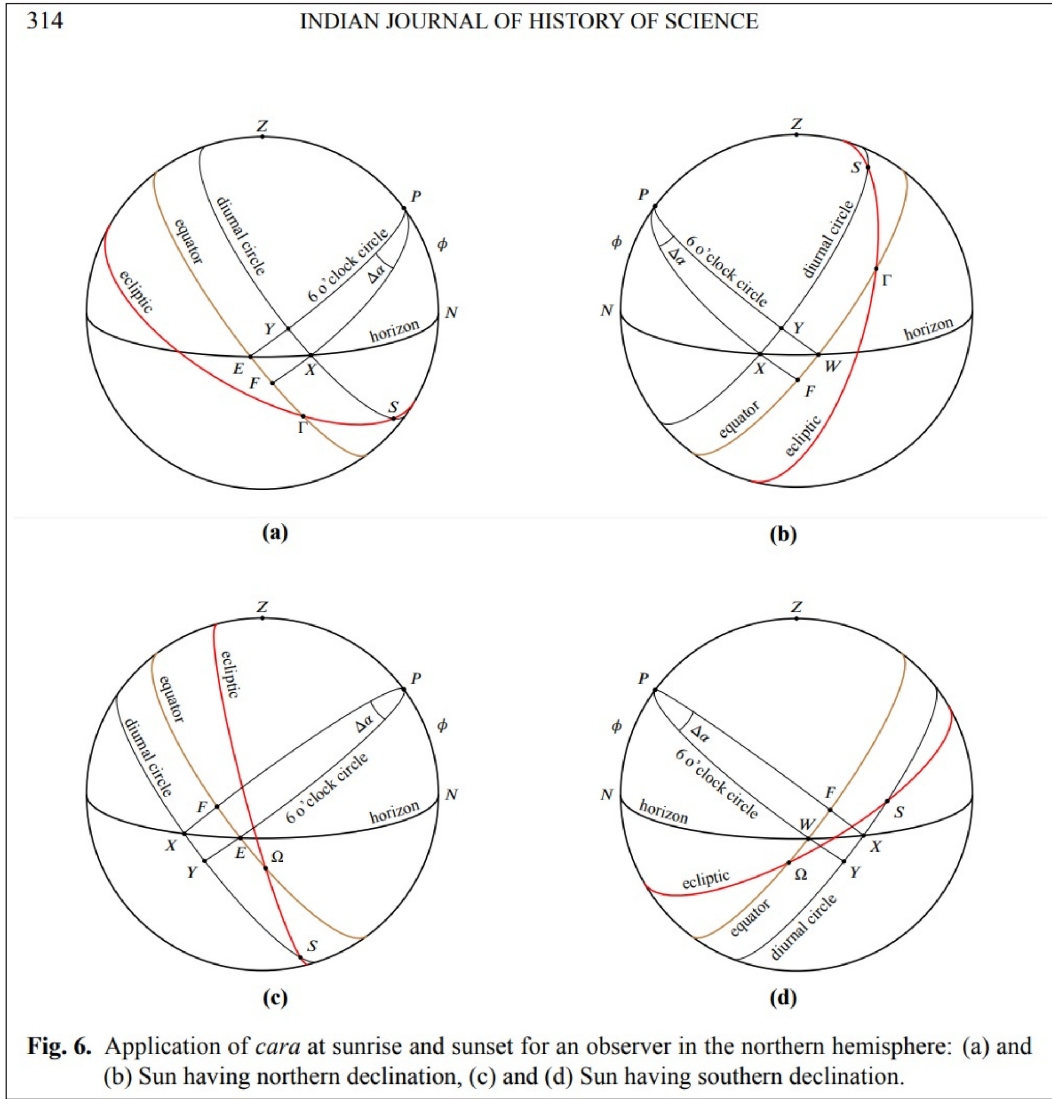 314
INDIAN JOURNAL OF HISTORY OF SCIENCE
Z
P
ϕ
equator
diurnal circle
6 o'clock circle
Δα
ecliptic
Y
N
horizon
E
F
X
S
Γ
(a)
Z
S
P
ϕ
6 o'clock circle
Δα
diurnal circle
Γ
N
Y
horizon
X
W
F
equator
ecliptic
(b)
Z
ecliptic
P
equator
Δα
ϕ
diurnal circle
6 o'clock circle
F
horizon
N
X
E
Y
Ω
S
(c)
Z
P
Δα
ϕ
6 o'clock circle
N
F
S
horizon
W
X
Y
ecliptic
Ω
equator
diurnal circle
(d)
Fig. 6. Application of cara at sunrise and sunset for an observer in the northern hemisphere: (a) and
(b) Sun having northern declination, (c) and (d) Sun having southern declination.